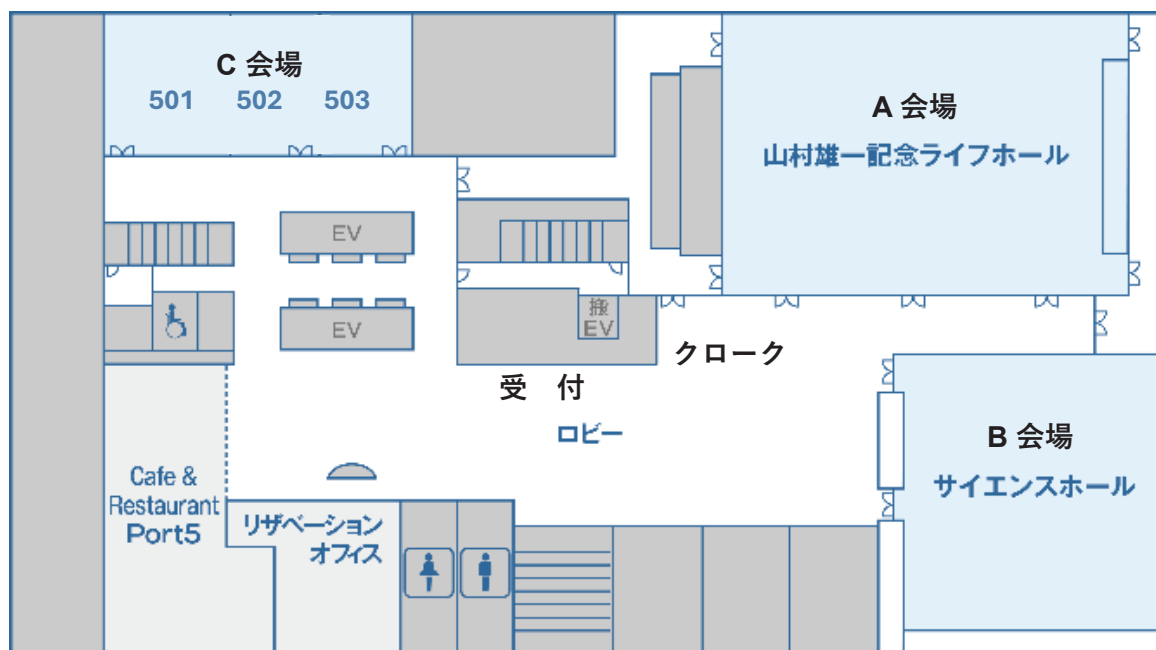 C 会場
501 502 503
A 会場
山村雄一記念ライフホール
EV
搬
EV
EV
クローク
受 付
ロビー
B 会場
サイエンスホール
Cafe &
Restaurant
Port5
リザベーション
オフィス